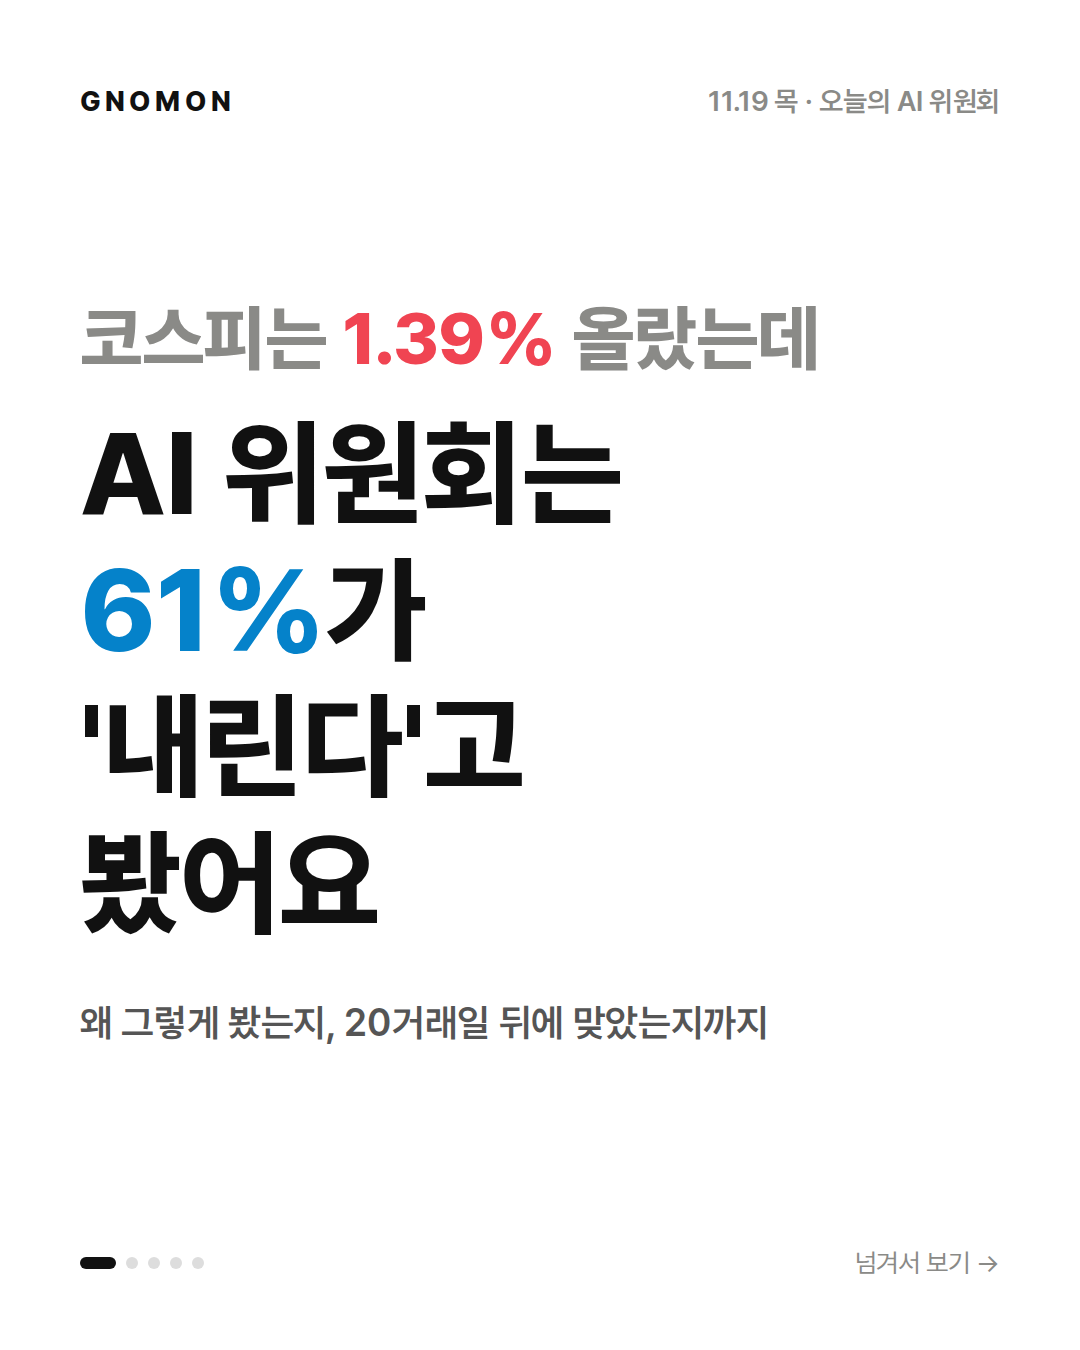 GNOMON
11.19 목 · 오늘의 AI 위원회
코스피는 1.39% 올랐는데
AI 위원회는
61%가
'내린다'고
봤어요
왜 그렇게 봤는지, 20거래일 뒤에 맞았는지까지
넘겨서 보기 →